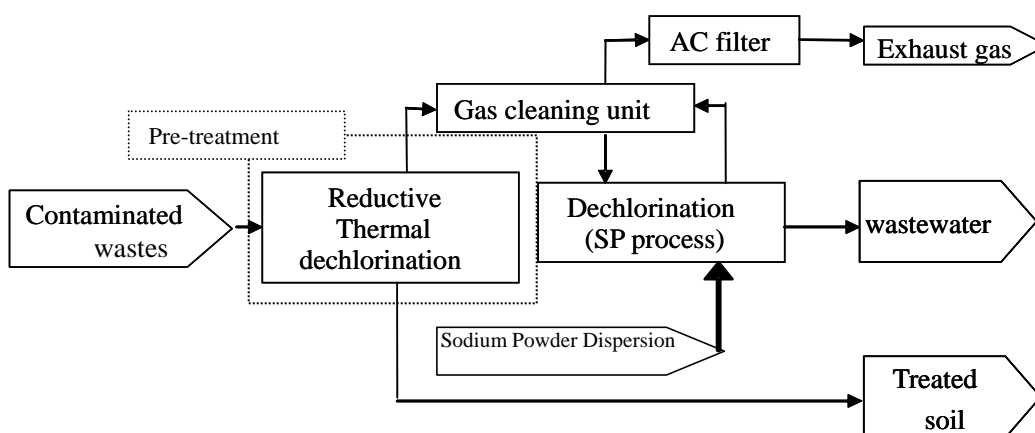 AC filter
Exhaust gas
Gas cleaning unit
Pre-treatment
Contaminated
wastes
Reductive
Thermal
dechlorination
Dechlorination
(SP process)
wastewater
Sodium Powder Dispersion
Treated
soil